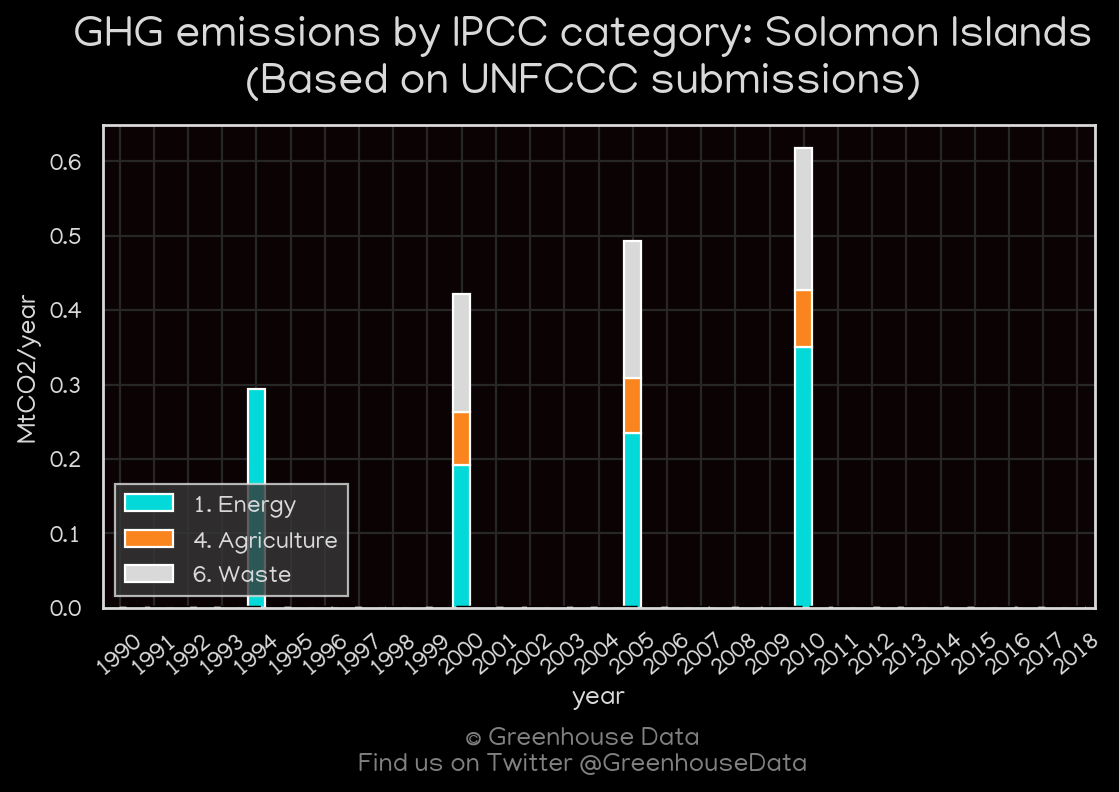 GHG emissions by IPCC category: Solomon Islands
(Based on UNFCCC submissions)
MtCO2/year
0.6
0.5
0.4
0.3
0.2
0.1
0.0
1. Energy
4. Agriculture
6. Waste
1990 1991 1992 1993 1994 1995 1996 1997 1998 1999 2000 2001 2002 2003 2004 2005 2006 2007 2008 2009 2010 2011 2012 2013 2014 2015 2016 2017 2018
year
© Greenhouse Data
Find us on Twitter @GreenhouseData